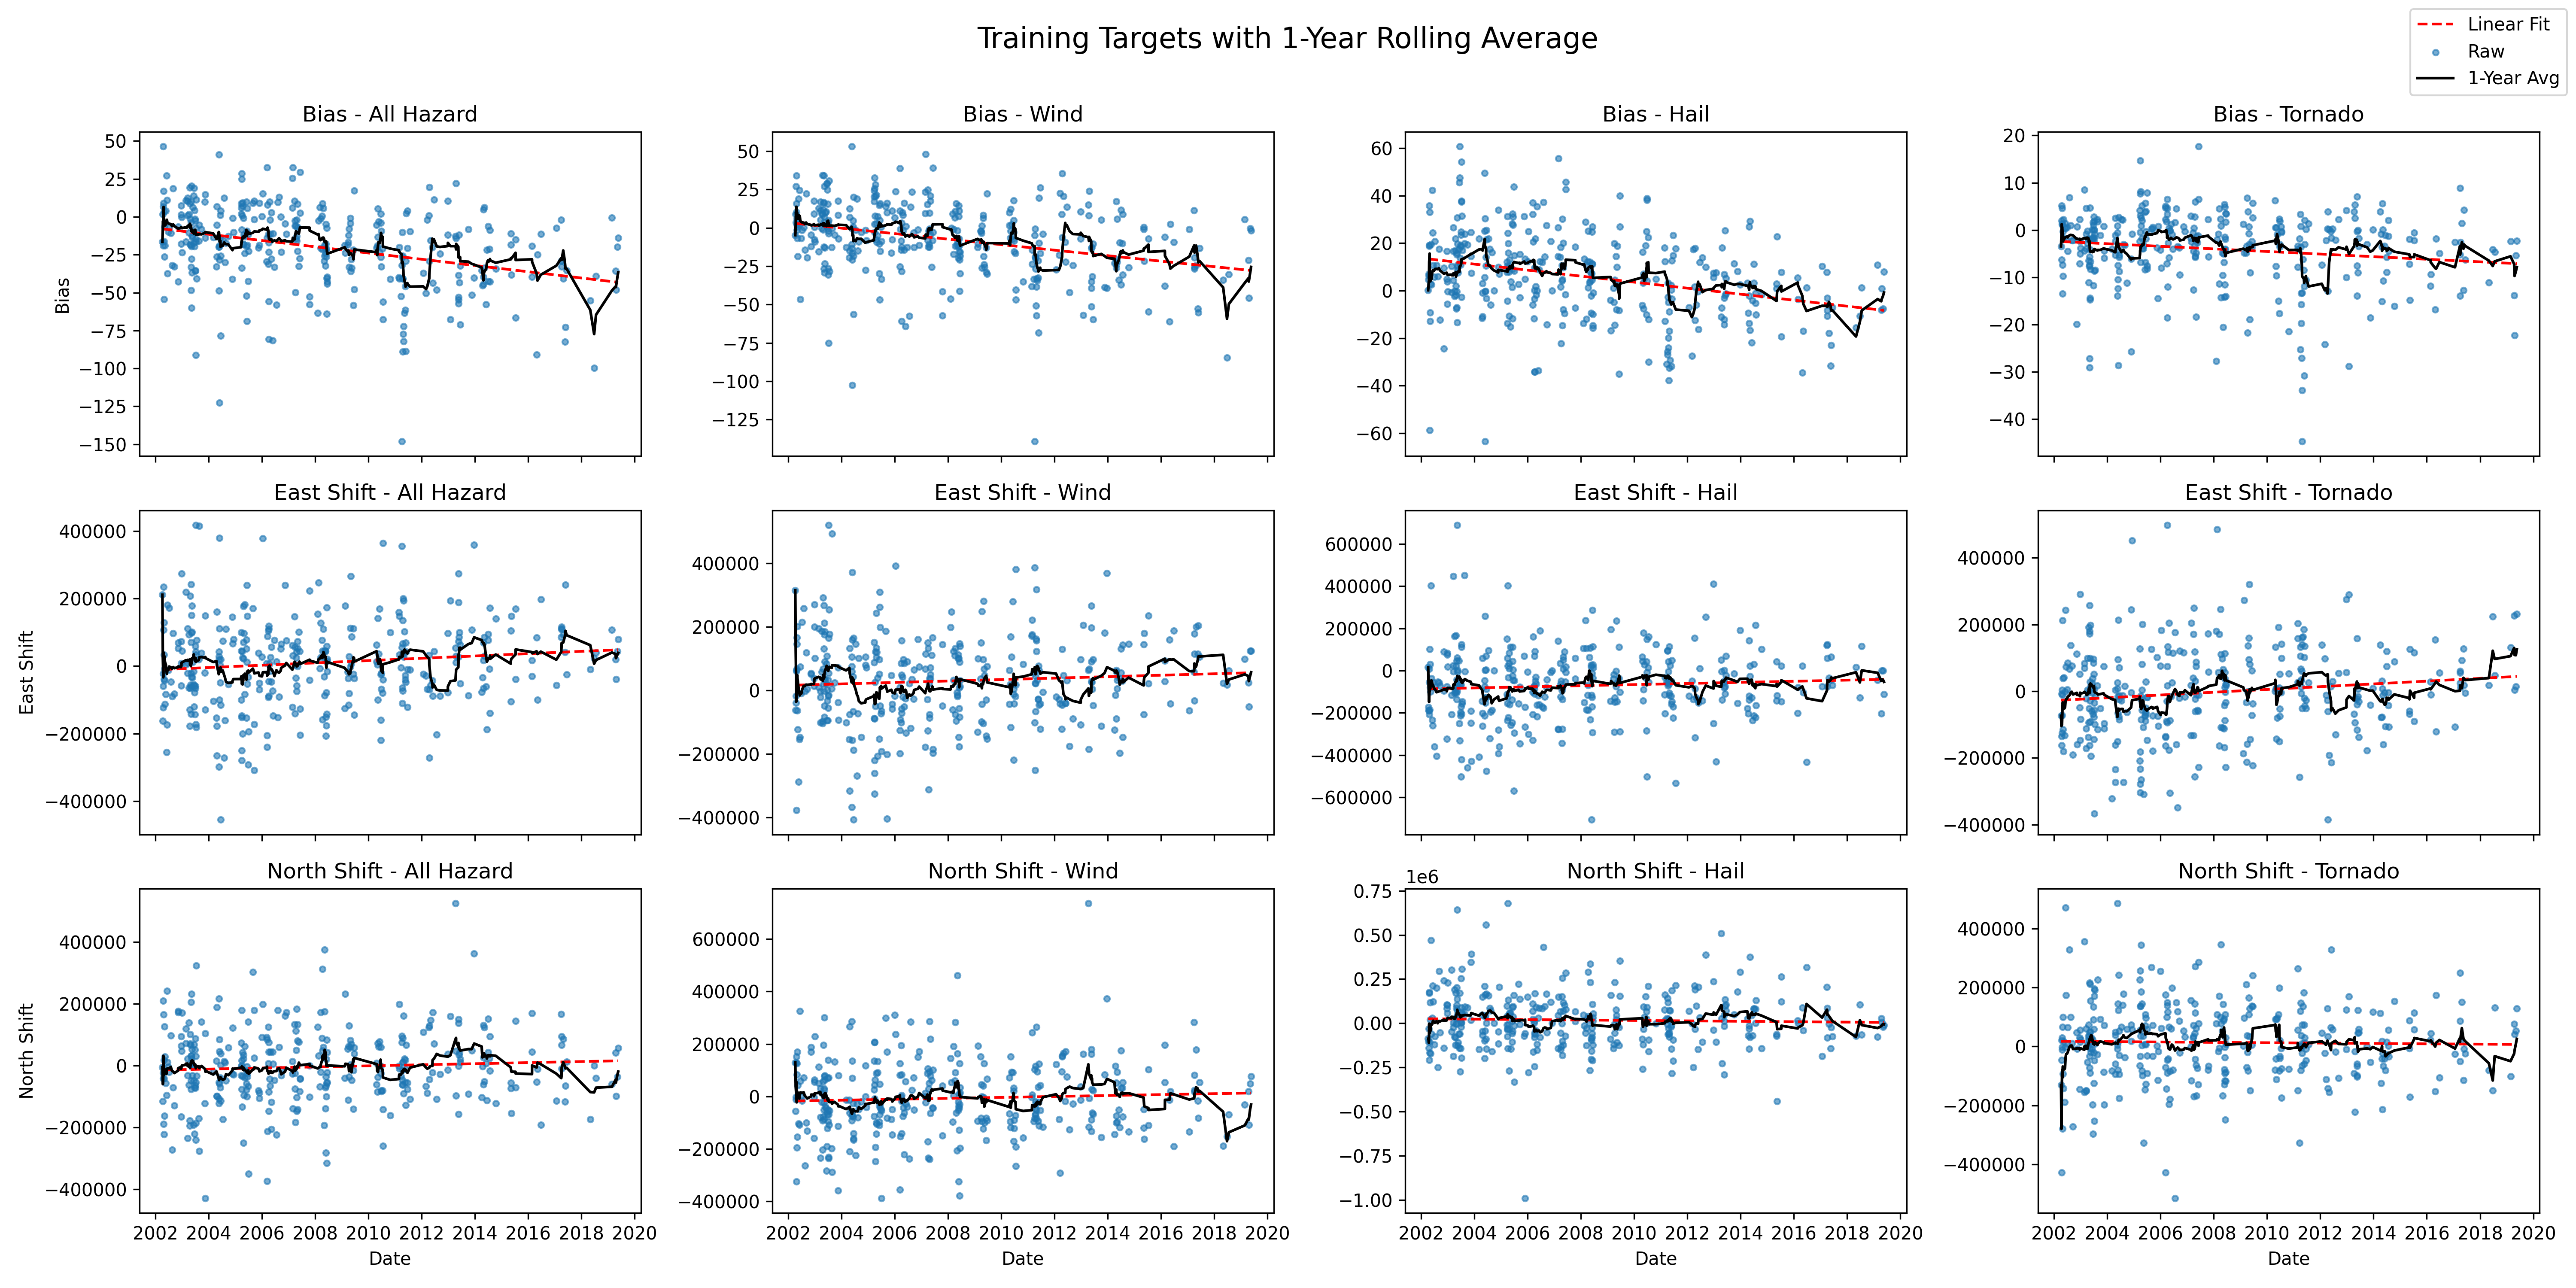 Training Targets with 1-Year Rolling Average
Linear Fit
Raw
1-Year Avg
Bias - All Hazard
Bias - Wind
Bias - Hail
Bias - Tornado
Bias
50
25
0
−25
−50
−75
−100
−125
−150
50
25
0
−25
−50
−75
−100
−125
60
40
20
0
−20
−40
−60
20
10
0
−10
−20
−30
−40
East Shift - All Hazard
East Shift - Wind
East Shift - Hail
East Shift - Tornado
East Shift
400000
200000
0
−200000
−400000
400000
200000
0
−200000
−400000
600000
400000
200000
0
−200000
−400000
−600000
400000
200000
0
−200000
−400000
North Shift - All Hazard
North Shift - Wind
North Shift - Hail
North Shift - Tornado
North Shift
400000
200000
0
−200000
−400000
600000
400000
200000
0
−200000
−400000
1e6
0.75
0.50
0.25
0.00
−0.25
−0.50
−0.75
−1.00
400000
200000
0
−200000
−400000
2002 2004 2006 2008 2010 2012 2014 2016 2018 2020
2002 2004 2006 2008 2010 2012 2014 2016 2018 2020
2002 2004 2006 2008 2010 2012 2014 2016 2018 2020
2002 2004 2006 2008 2010 2012 2014 2016 2018 2020
Date
Date
Date
Date